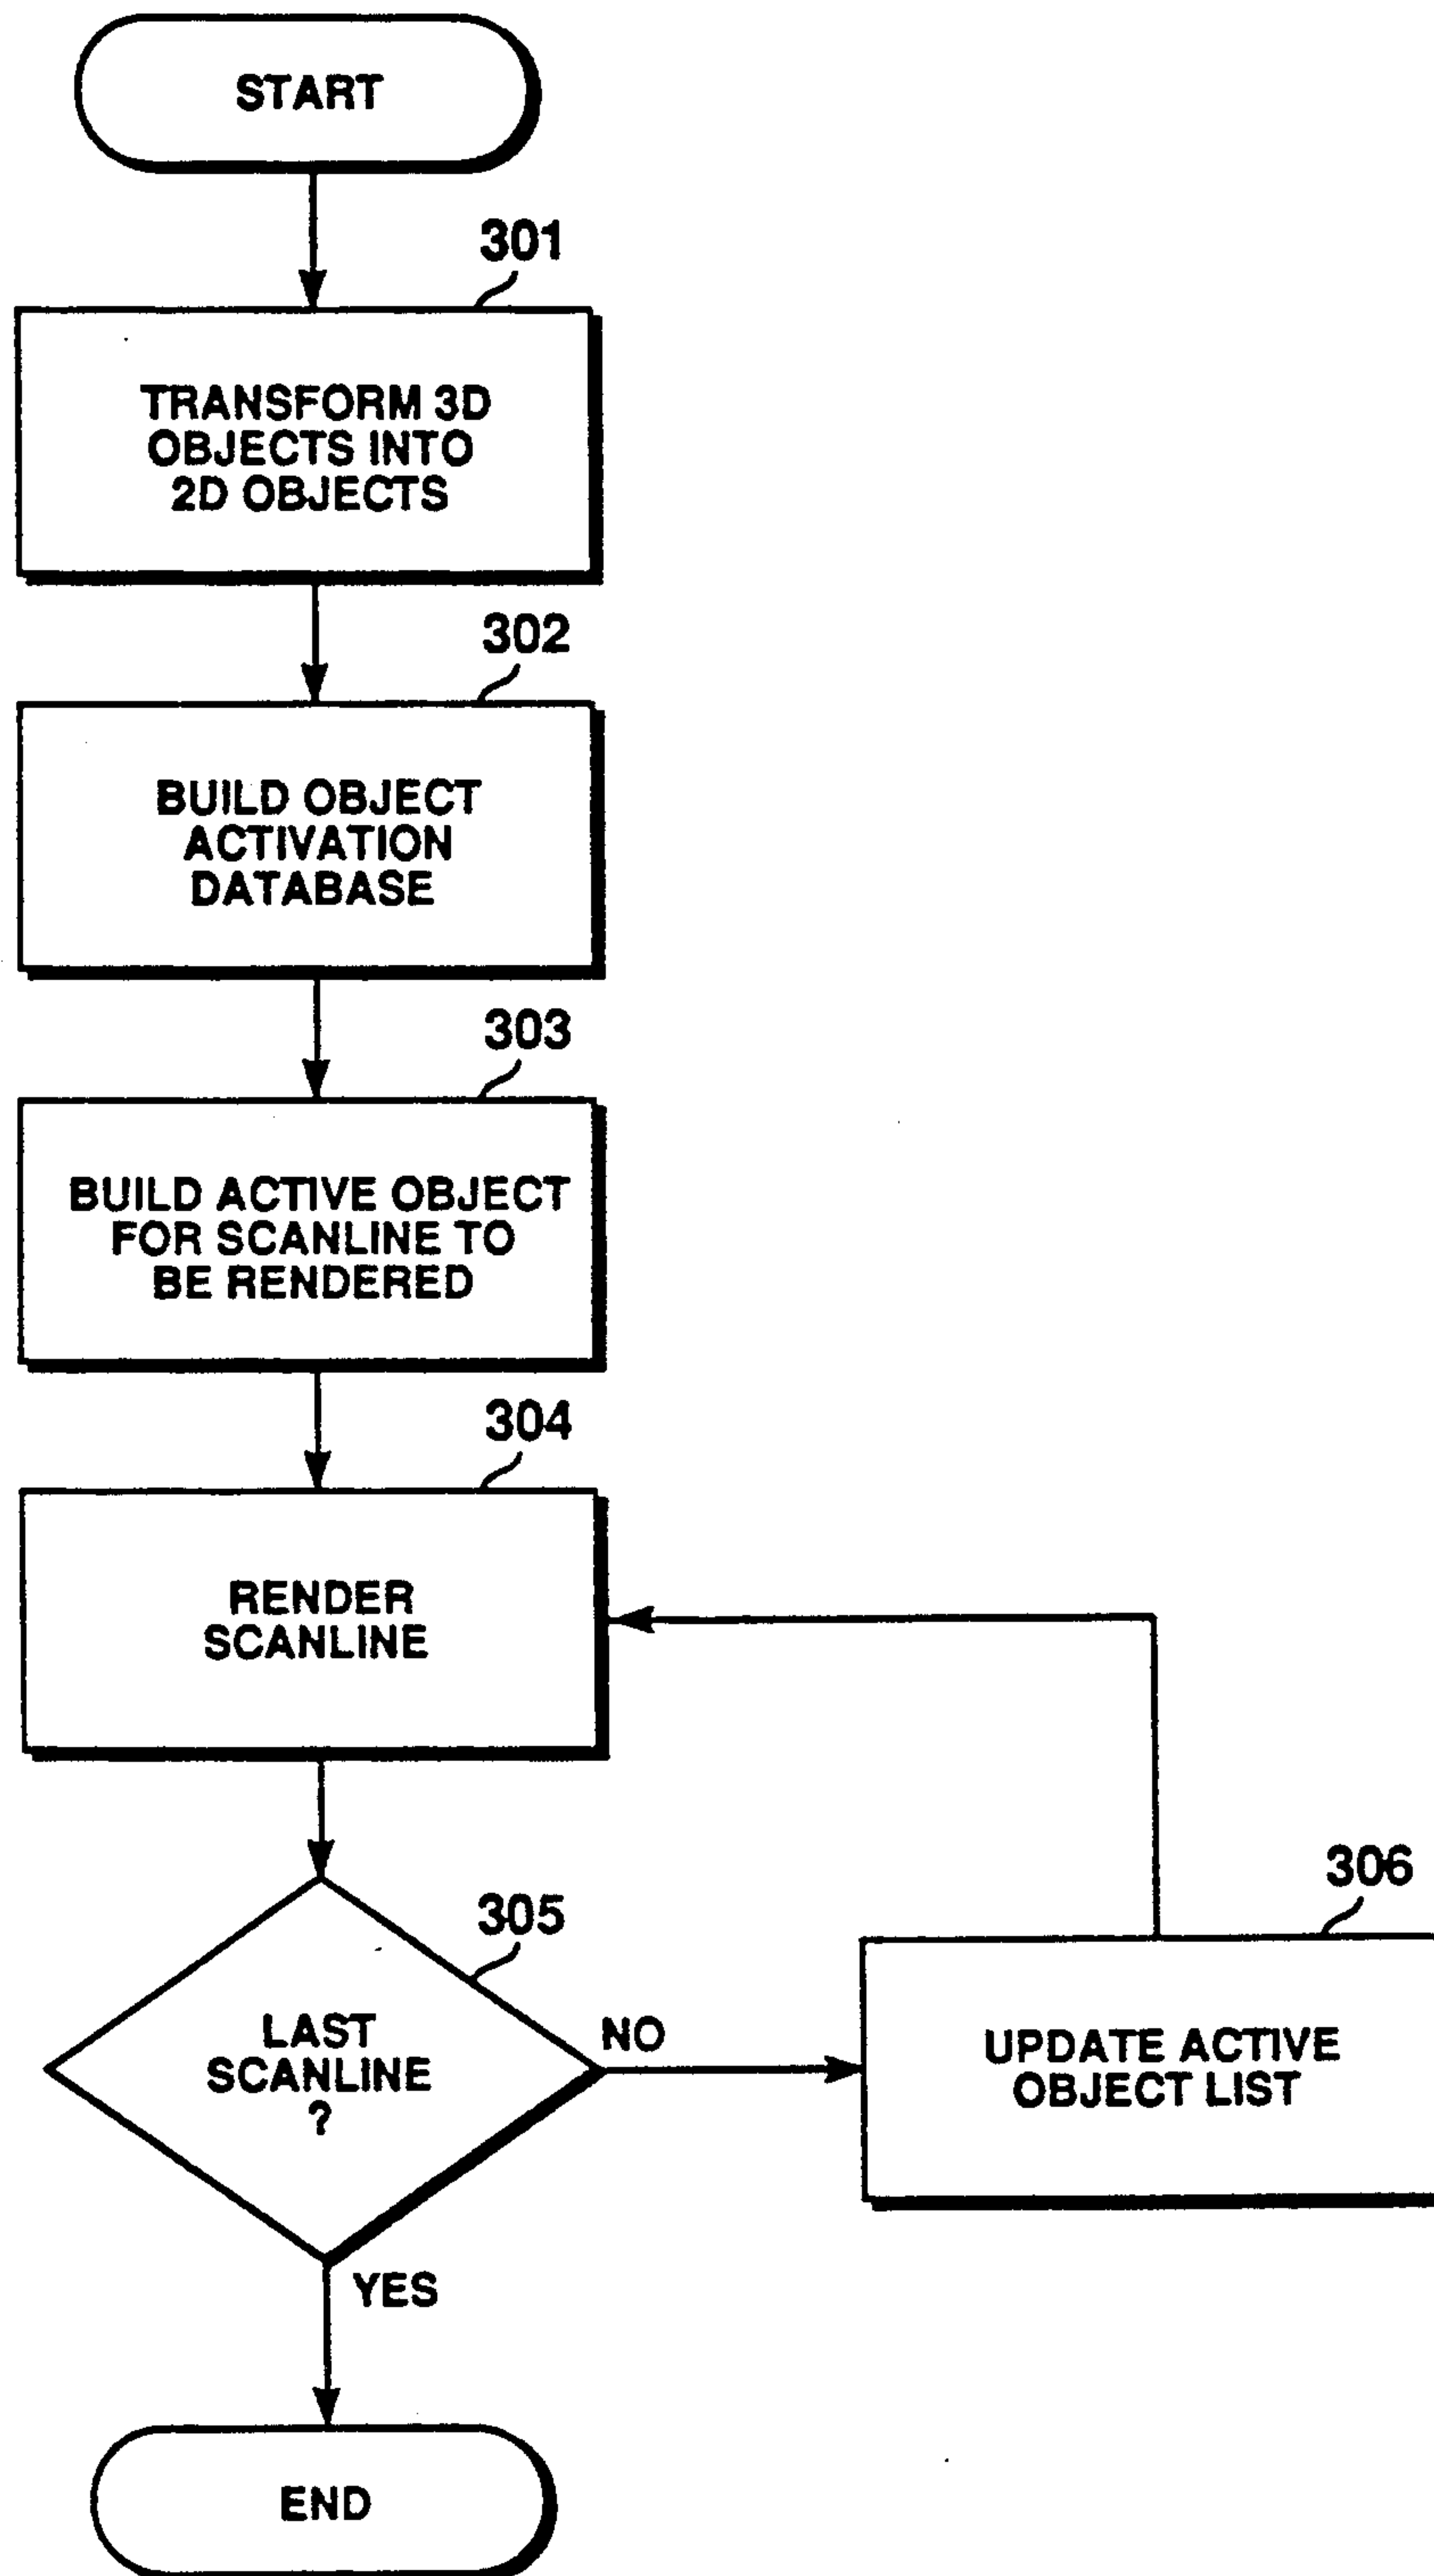 START
301
TRANSFORM 3D
OBJECTS INTO
2D OBJECTS
302
BUILD OBJECT
ACTIVATION
DATABASE
303
BUILD ACTIVE OBJECT
FOR SCANLINE TO
BE RENDERED
304
RENDER
SCANLINE
305
LAST
SCANLINE
?
NO
306
UPDATE ACTIVE
OBJECT LIST
YES
END